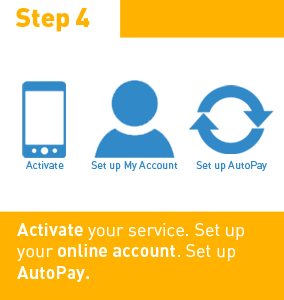 Step 4
Activate
Set up My Account
Set up AutoPay
Activate your service. Set up
your online account. Set up
AutoPay.